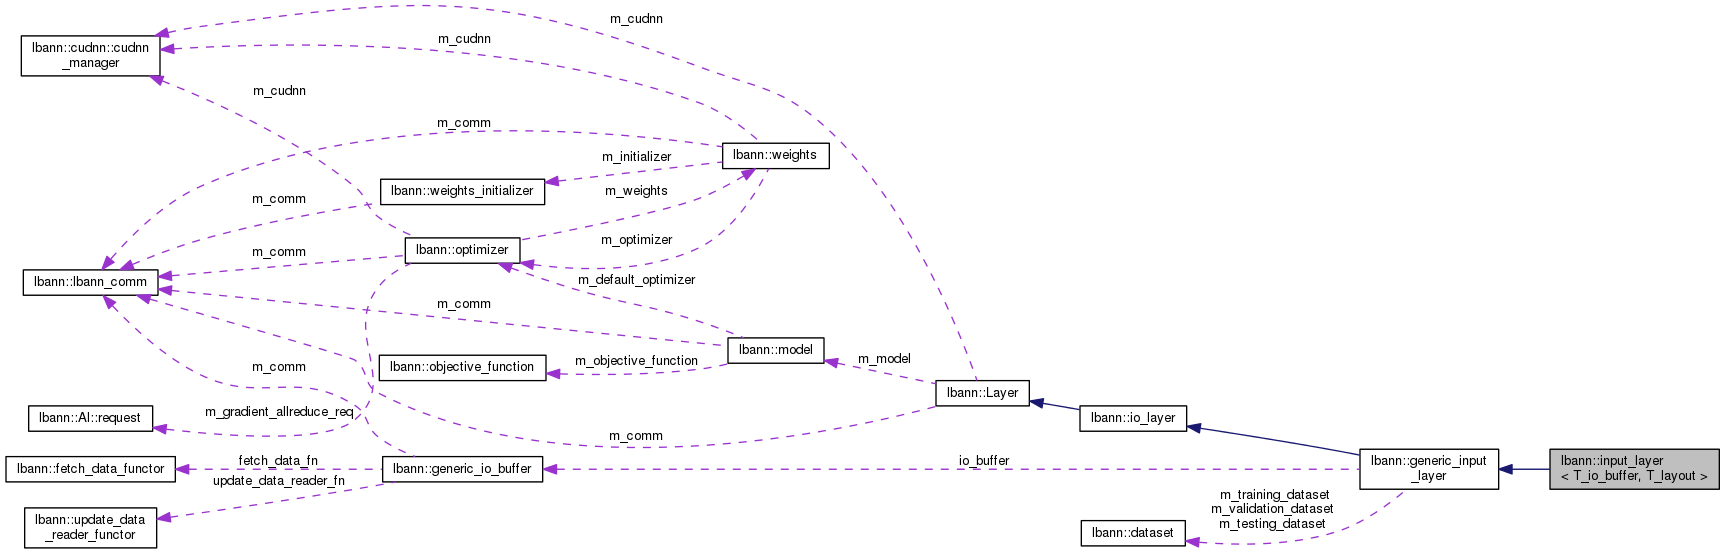 m_cudnn
m_cudnn
lbann::cudnn::cudnn
_manager
m_cudnn
m_comm
lbann::weights
m_initializer
lbann::weights_initializer
m_weights
m_comm
m_optimizer
lbann::optimizer
m_comm
m_default_optimizer
lbann::lbann_comm
m_comm
lbann::model
m_objective_function
m_model
m_comm
lbann::objective_function
lbann::Layer
m_gradient_allreduce_req
lbann::Al::request
lbann::io_layer
m_comm
fetch_data_fn
lbann::fetch_data_functor
lbann::generic_io_buffer
io_buffer
lbann::generic_input
_layer
lbann::input_layer
< T_io_buffer, T_layout >
update_data_reader_fn
m_training_dataset
m_validation_dataset
m_testing_dataset
lbann::update_data
_reader_functor
lbann::dataset